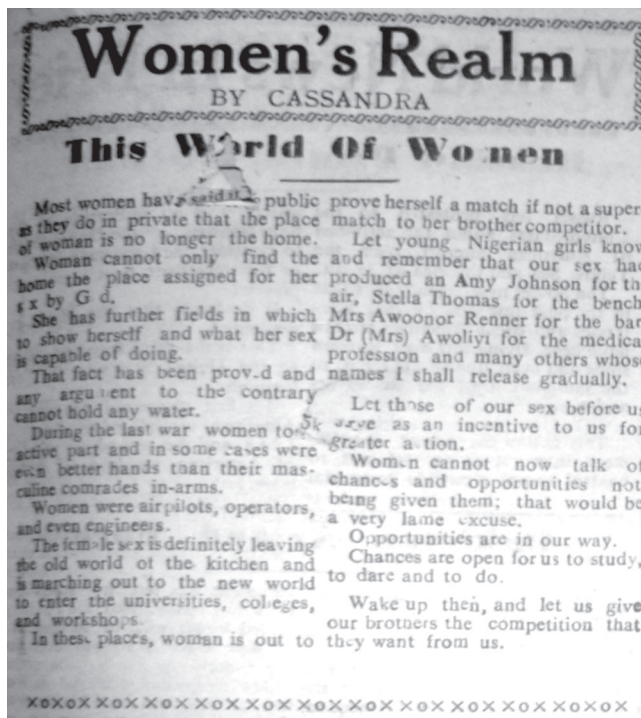 Women's Realm
BY CASSANDRA
This World Of Women
Most women have said it public
as they do in private that the place
of woman is no longer the home.
Woman cannot only find the
home the place assigned for her
s x by G d.
She has further fields in which
to show herself and what her sex
is capable of doing.
That fact has been prov d and
any argu ent to the contrary
cannot hold any water.
During the last war women took
active part and in some cases were
even better hands than their mas-
culine comrades in-arms.
Women were air pilots, operators,
and even engineers.
The female sex is definitely leaving
the old world of the kitchen and
is marching out to the new world
to enter the universities, colleges,
and workshops.
In these places, woman is out to
prove herself a match if not a super
match to her brother competitor.
Let young Nigerian girls know
and remember that our sex had
produced an Amy Johnson for th
air, Stella Thomas for the bench
Mrs Awoonor Renner for the bar
Dr (Mrs) Awoliyi for the medica
profession and many others whose
names I shall release gradually.
Let those of our sex before us
serve as an incentive to us for
greater a tion.
Women cannot now talk of
chances and opportunities not
being given them; that would be
a very lame excuse.
Opportunities are in our way.
Chances are open for us to study,
to dare and to do.
Wake up then, and let us give
our brothers the competition that
they want from us.
xoxoxxoxxoxxoxxoxxoxxoxxoxxoxxoxxoxox